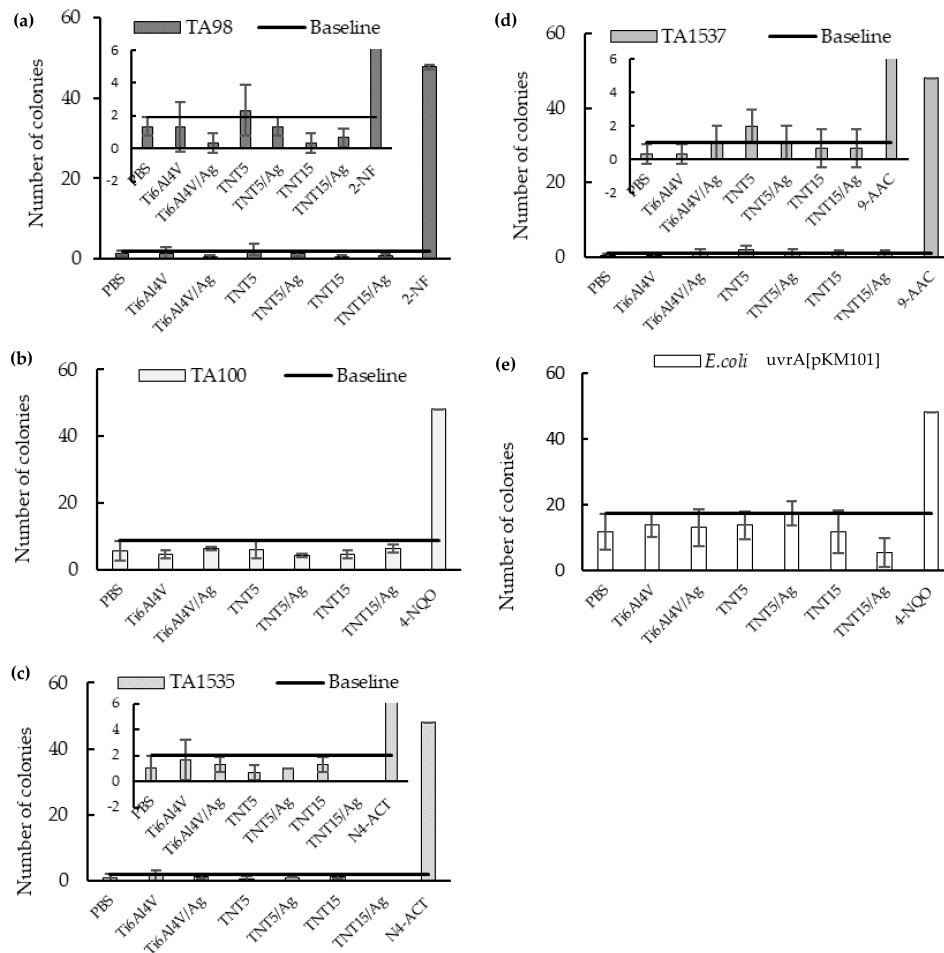 (a)
TA98 Baseline
Number of colonies
60
40
20
0
6
4
2
0
-2
PBS Ti6Al4V Ti6Al4V/Ag TNT5 TNT5/Ag TNT15 TNT15/Ag 2-NF
PBS Ti6Al4V Ti6Al4V/Ag TNT5 TNT5/Ag TNT15 TNT15/Ag 2-NF
(b)
TA100 Baseline
Number of colonies
60
40
20
0
PBS Ti6Al4V Ti6Al4V/Ag TNT5 TNT5/Ag TNT15 TNT15/Ag 4-NQO
(c)
TA1535 Baseline
Number of colonies
60
40
20
0
6
4
2
0
-2
PBS Ti6Al4V Ti6Al4V/Ag TNT5 TNT5/Ag TNT15 TNT15/Ag N4-ACT
PBS Ti6Al4V Ti6Al4V/Ag TNT5 TNT5/Ag TNT15 TNT15/Ag N4-ACT
(d)
TA1537 Baseline
Number of colonies
60
40
20
0
6
4
2
0
-2
PBS Ti6Al4V Ti6Al4V/Ag TNT5 TNT5/Ag TNT15 TNT15/Ag 9-AAC
PBS Ti6Al4V Ti6Al4V/Ag TNT5 TNT5/Ag TNT15 TNT15/Ag 9-AAC
(e)
E.coli uvrA[pKM101]
Number of colonies
60
40
20
0
PBS Ti6Al4V Ti6Al4V/Ag TNT5 TNT5/Ag TNT15 TNT15/Ag 4-NQO